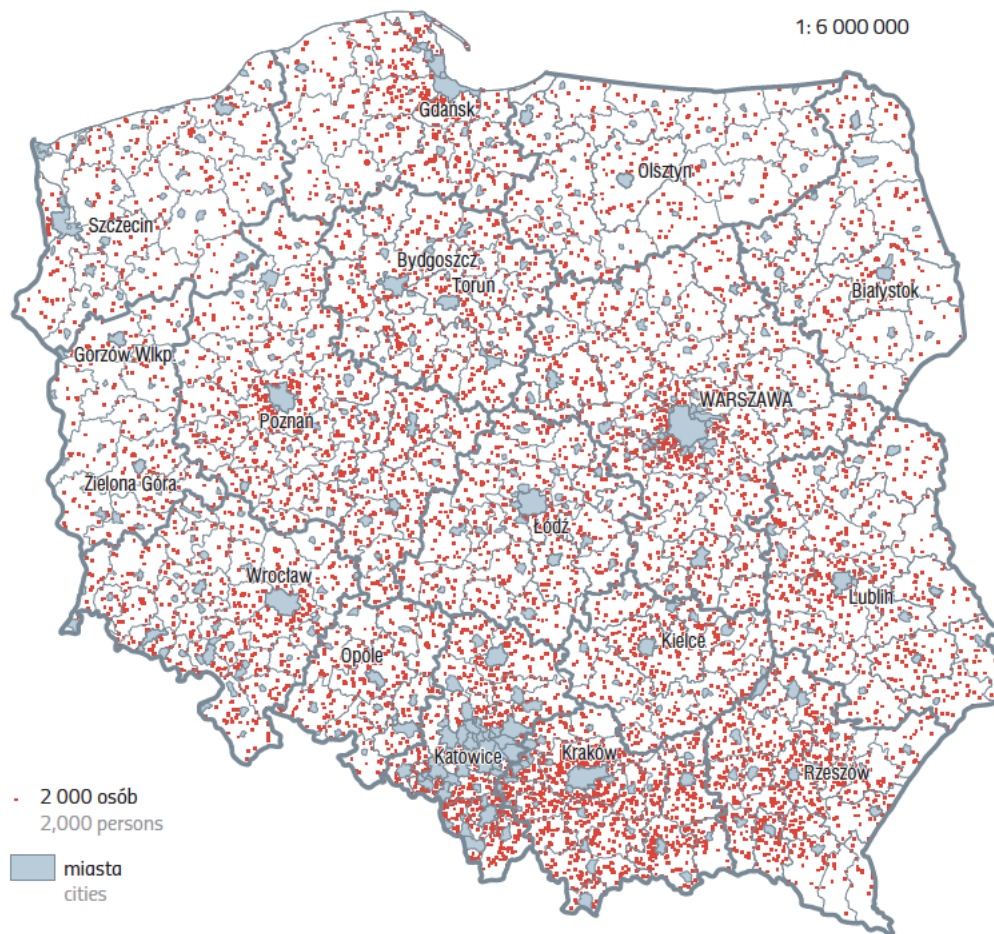 1: 6 000 000
Gdańsk
Olsztyn
Szczecin
Bydgoszcz
Toruń
Białystok
Gorzów Wlkp.
WARSZAWA
Poznań
Zielona Góra
Łódź
Wrocław
Lublin
Kielce
Opole
Kraków
Katowice
Rzeszów
2 000 osób
2,000 persons
miasta
cities